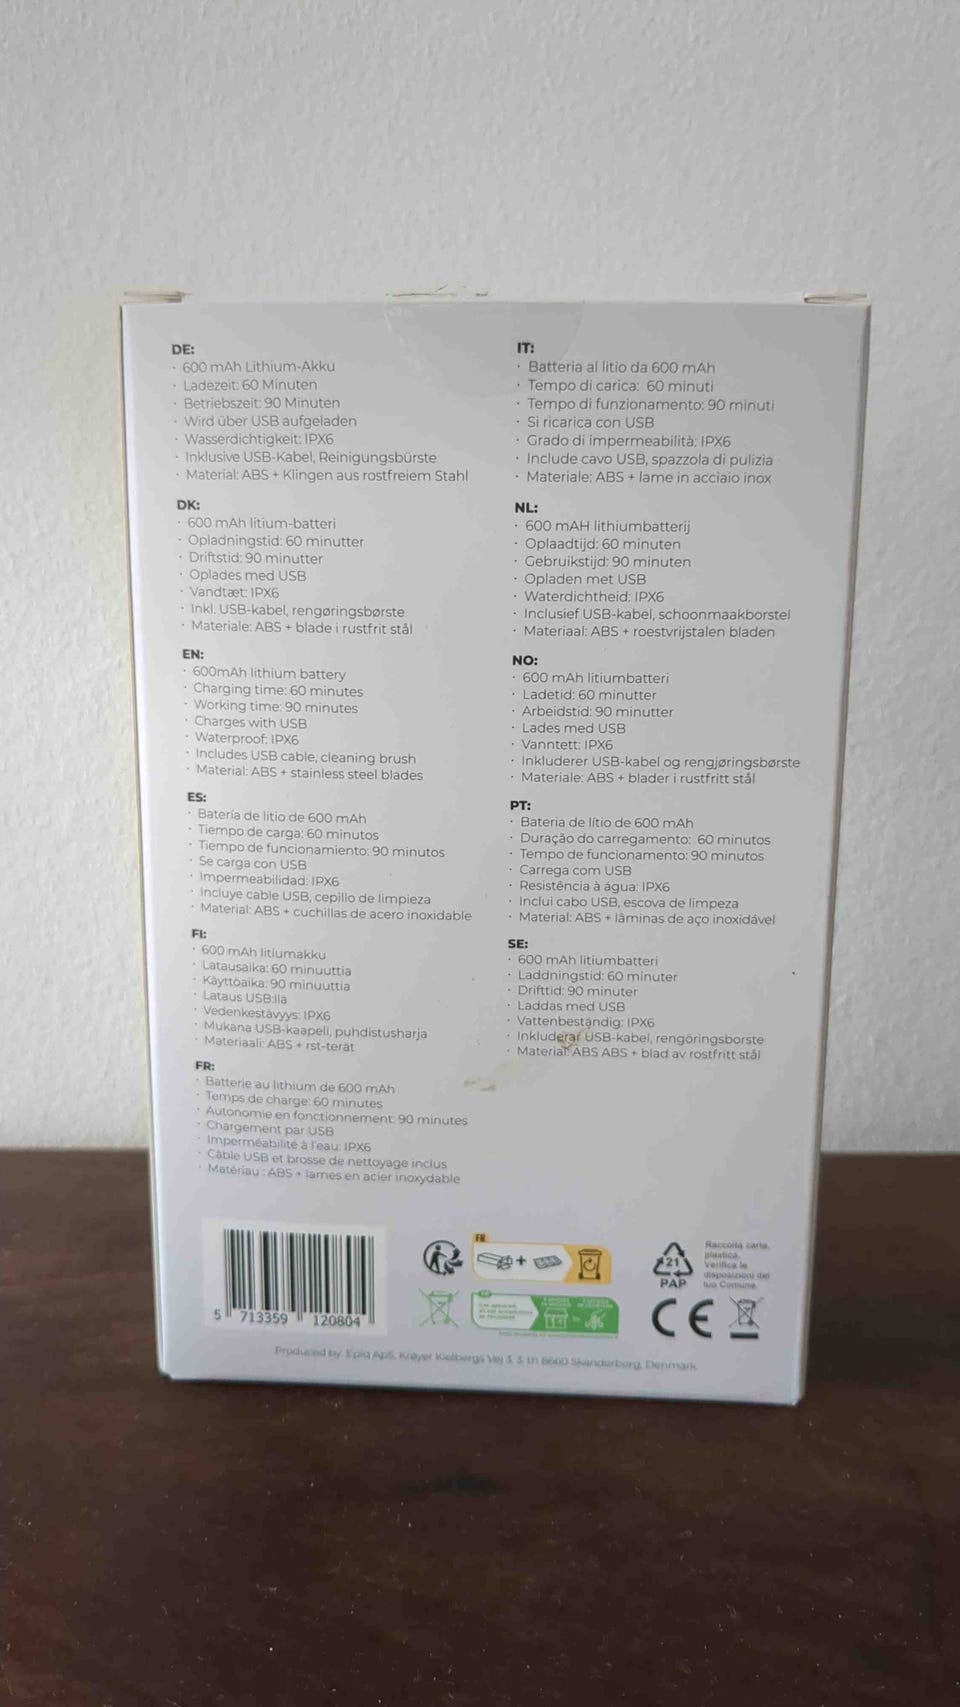 DE:
· 600 mAh Lithium-Akku
· Ladezeit: 60 Minuten
· Betriebszeit: 90 Minuten
· Wird über USB aufgeladen
· Wasserdichtigkeit: IPX6
· Inklusive USB-Kabel, Reinigungsbürste
· Material: ABS + Klingen aus rostfreiem Stahl
DK:
· 600 mAh litium-batteri
· Opladningstid: 60 minutter
· Driftstid: 90 minutter
· Oplades med USB
· Vandtæt: IPX6
· Inkl. USB-kabel, rengøringsbørste
· Materiale: ABS + blade i rustfrit stål
EN:
· 600mAh lithium battery
· Charging time: 60 minutes
· Working time: 90 minutes
· Charges with USB
· Waterproof: IPX6
· Includes USB cable, cleaning brush
· Material: ABS + stainless steel blades
ES:
· Batería de litio de 600 mAh
· Tiempo de carga: 60 minutos
· Tiempo de funcionamiento: 90 minutos
· Se carga con USB
· Impermeabilidad: IPX6
· Incluye cable USB, cepillo de limpieza
· Material: ABS + cuchillas de acero inoxidable
FI:
· 600 mAh litiumakku
· Latausaika: 60 minuuttia
· Käyttöaika: 90 minuuttia
· Lataus USB:llä
· Vedenkestävyys: IPX6
· Mukana USB-kaapeli, puhdistusharja
· Materiaali: ABS + rst-terät
FR:
· Batterie au lithium de 600 mAh
· Temps de charge: 60 minutes
· Autonomie en fonctionnement: 90 minutes
· Chargement par USB
· Imperméabilité à l'eau: IPX6
· Câble USB et brosse de nettoyage inclus
· Matériau : ABS + lames en acier inoxydable
IT:
· Batteria al litio da 600 mAh
· Tempo di carica: 60 minuti
· Tempo di funzionamento: 90 minuti
· Si ricarica con USB
· Grado di impermeabilità: IPX6
· Include cavo USB, spazzola di pulizia
· Materiale: ABS + lame in acciaio inox
NL:
· 600 mAH lithiumbatterij
· Oplaadtijd: 60 minuten
· Gebruikstijd: 90 minuten
· Opladen met USB
· Waterdichtheid: IPX6
· Inclusief USB-kabel, schoonmaakborstel
· Materiaal: ABS + roestvrijstalen bladen
NO:
· 600 mAh litiumbatteri
· Ladetid: 60 minutter
· Arbeidstid: 90 minutter
· Lades med USB
· Vanntett: IPX6
· Inkluderer USB-kabel og rengjøringsbørste
· Materiale: ABS + blader i rustfritt stål
PT:
· Bateria de lítio de 600 mAh
· Duração do carregamento: 60 minutos
· Tempo de funcionamento: 90 minutos
· Carrega com USB
· Resistência à água: IPX6
· Inclui cabo USB, escova de limpeza
· Material: ABS + lâminas de aço inoxidável
SE:
· 600 mAh litiumbatteri
· Laddningstid: 60 minuter
· Drifttid: 90 minuter
· Laddas med USB
· Vattenbeständig: IPX6
· Inkluderar USB-kabel, rengöringsborste
· Material: ABS ABS + blad av rostfritt stål
5 713359 120804
FR
+
21
PAP
Raccolta carta,
plastica.
Verifica le
disposizioni del
tuo Comune.
CE
Produced by: Epiq ApS, Krøyer Kielbergs Vej 3, 3. th 8660 Skanderborg, Denmark